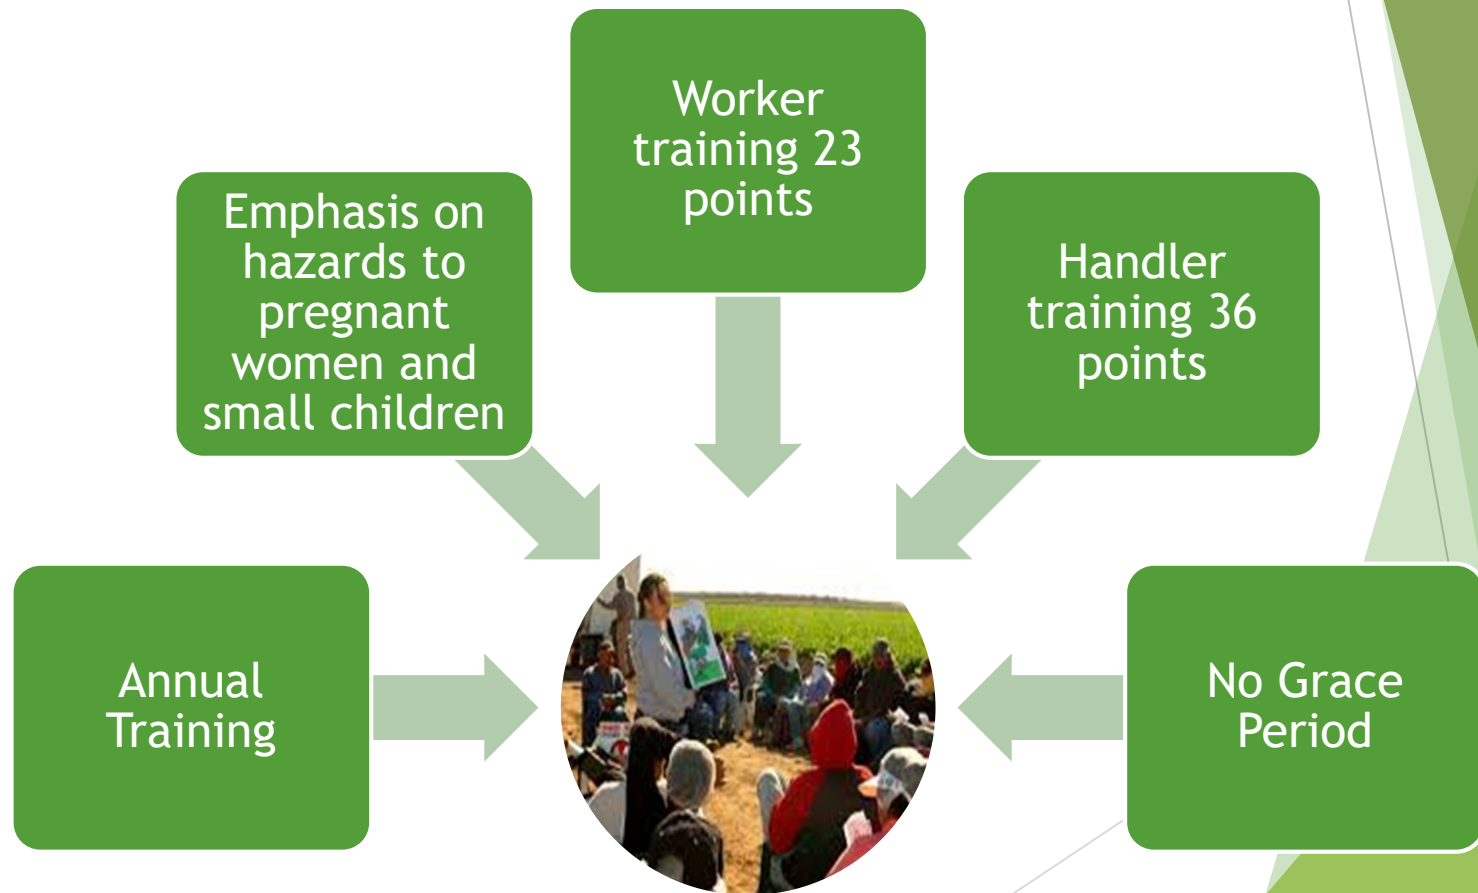 Worker
training 23
points
Emphasis on
hazards to
pregnant
women and
small children
Handler
training 36
points
Annual
Training
No Grace
Period